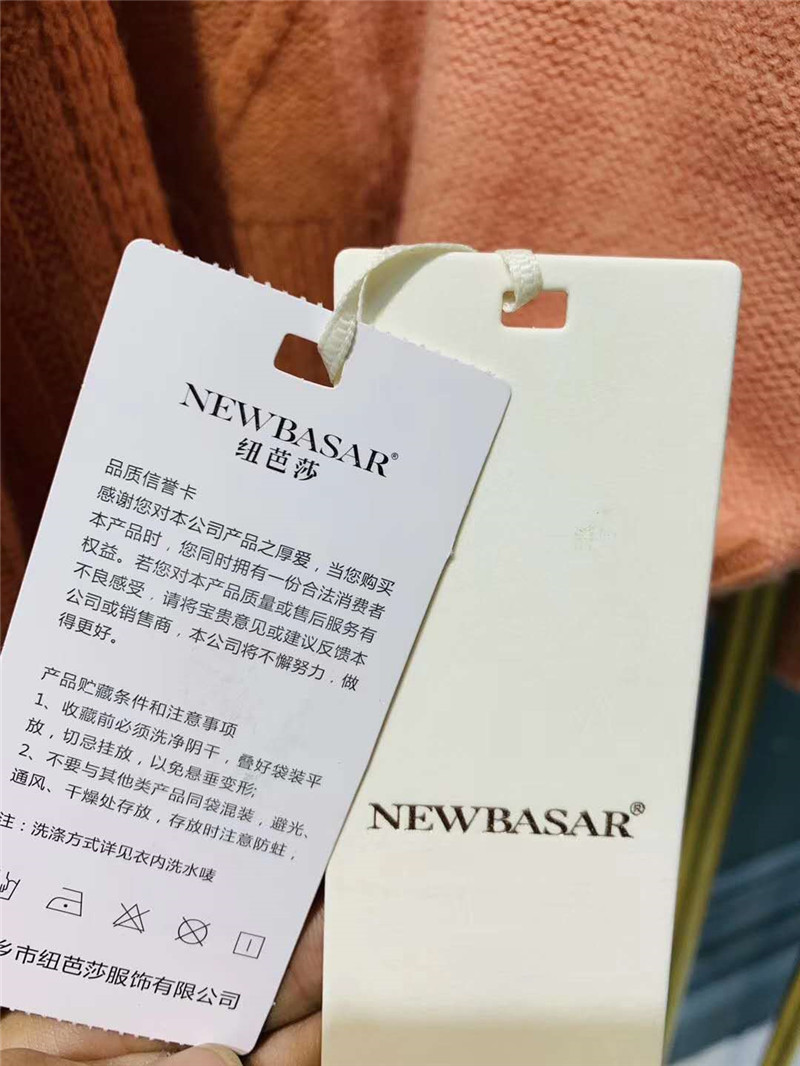 NEWBASAR®
纽芭莎
品质信誉卡
感谢您对本公司产品之厚爱，当您购买
本产品时，您同时拥有一份合法消费者
权益。若您对本产品质量或售后服务有
不良感受，请将宝贵意见或建议反馈本
公司或销售商，本公司将不懈努力，做
得更好。
产品贮藏条件和注意事项
1、收藏前必须洗净阴干，叠好袋装平
放，切忌挂放，以免悬垂变形；
2、不要与其他类产品同袋混装，避光、
通风、干燥处存放，存放时注意防蛀，
注：洗涤方式详见衣内洗水唛
乡市纽芭莎服饰有限公司
NEWBASAR®